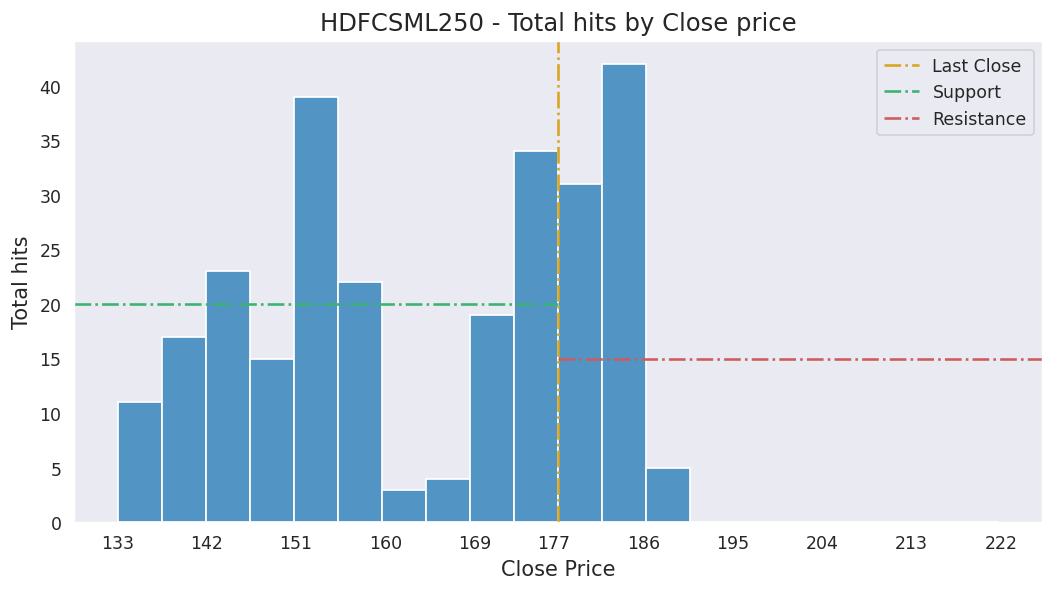 HDFCSML250 - Total hits by Close price
Last Close
Support
Resistance
Total hits
40
35
30
25
20
15
10
5
0
133 142 151 160 169 177 186 195 204 213 222
Close Price